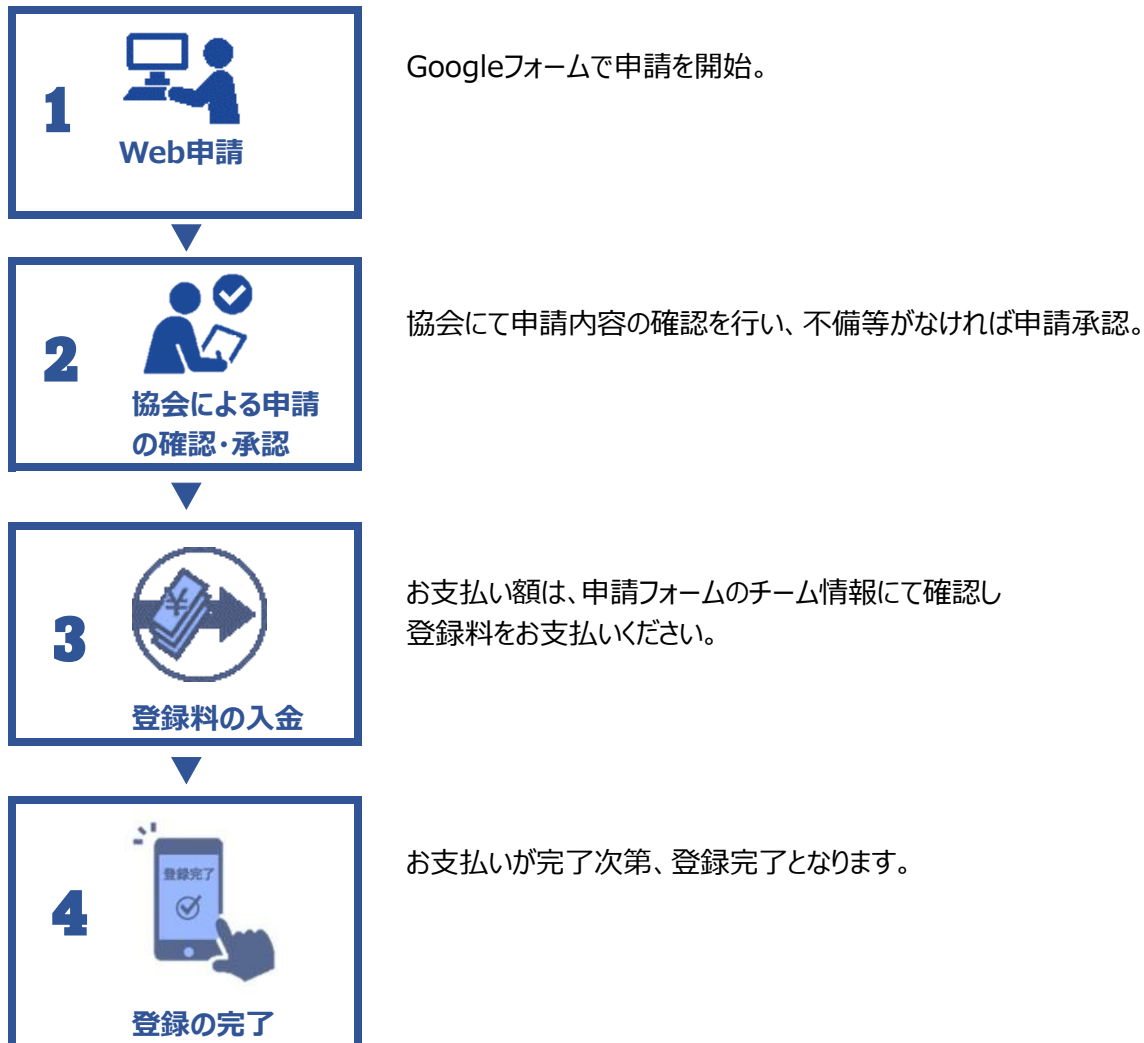 1
Web申請
Googleフォームで申請を開始。
2
協会による申請
の確認・承認
協会にて申請内容の確認を行い、不備等がなければ申請承認。
¥
3
登録料の入金
お支払い額は、申請フォームのチーム情報にて確認し
登録料をお支払いください。
登録完了
4
登録の完了
お支払いが完了次第、登録完了となります。